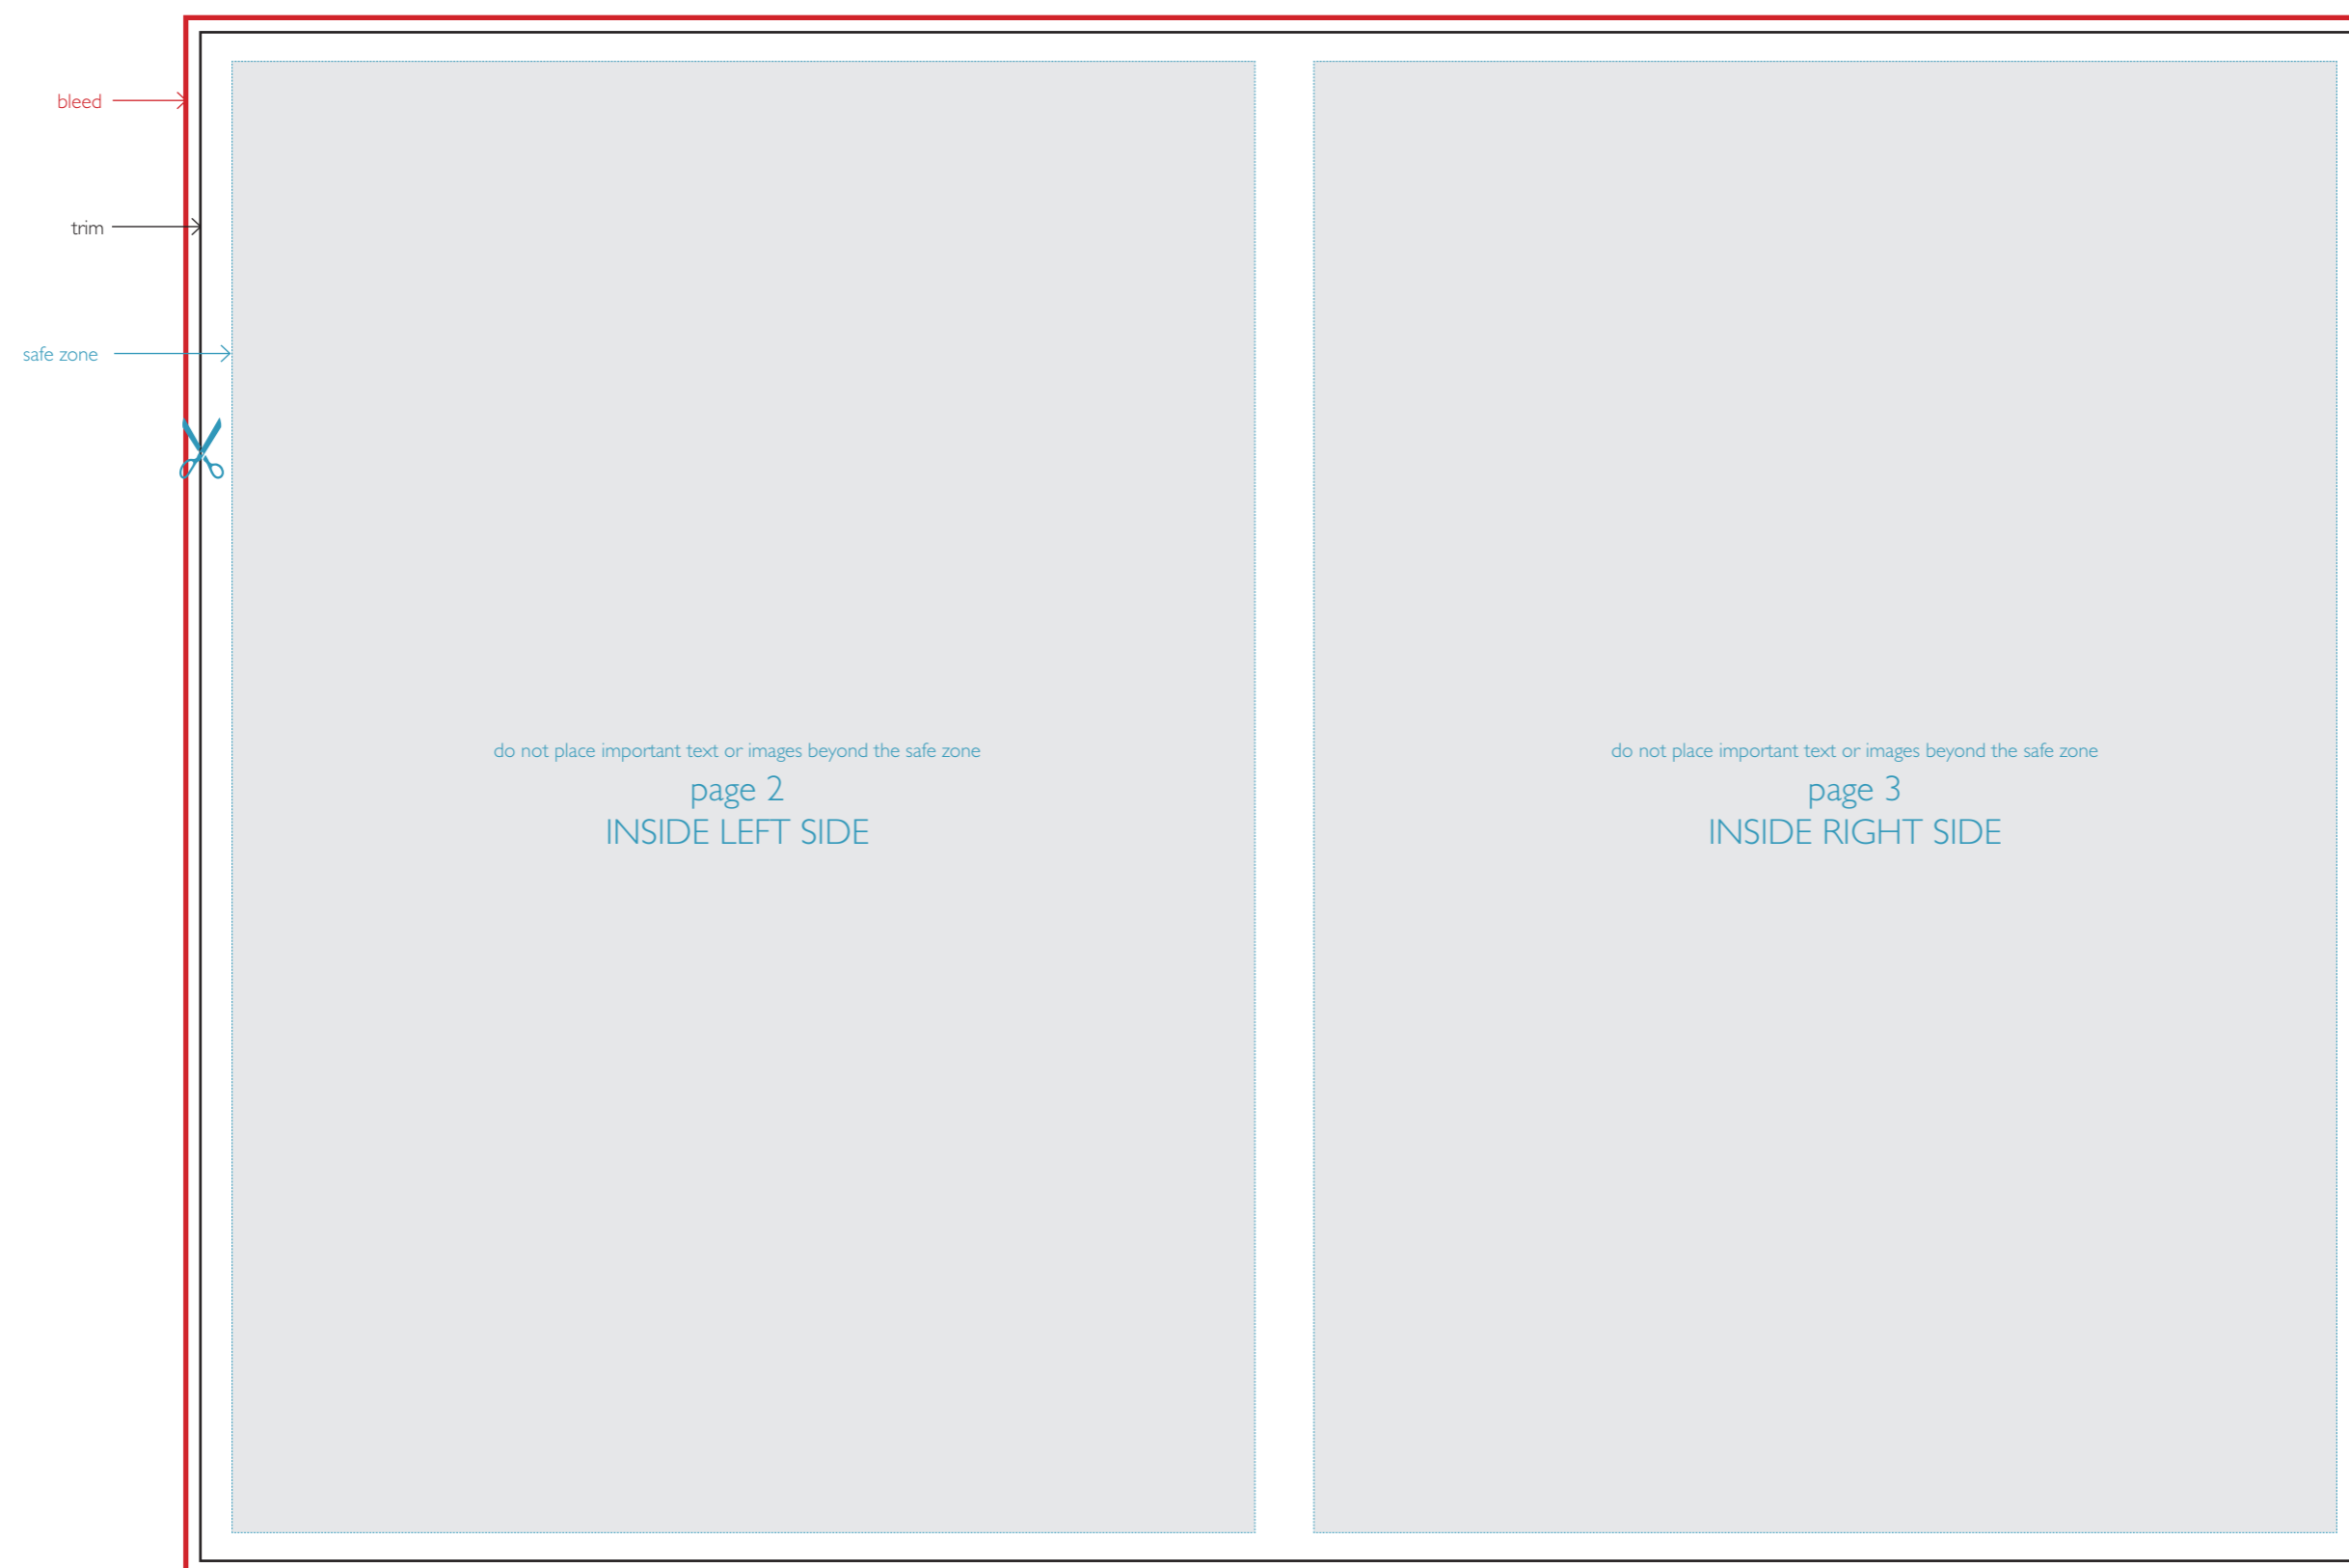 bleed
trim
safe zone
do not place important text or images beyond the safe zone
page 2
INSIDE LEFT SIDE
do not place important text or images beyond the safe zone
page 3
INSIDE RIGHT SIDE